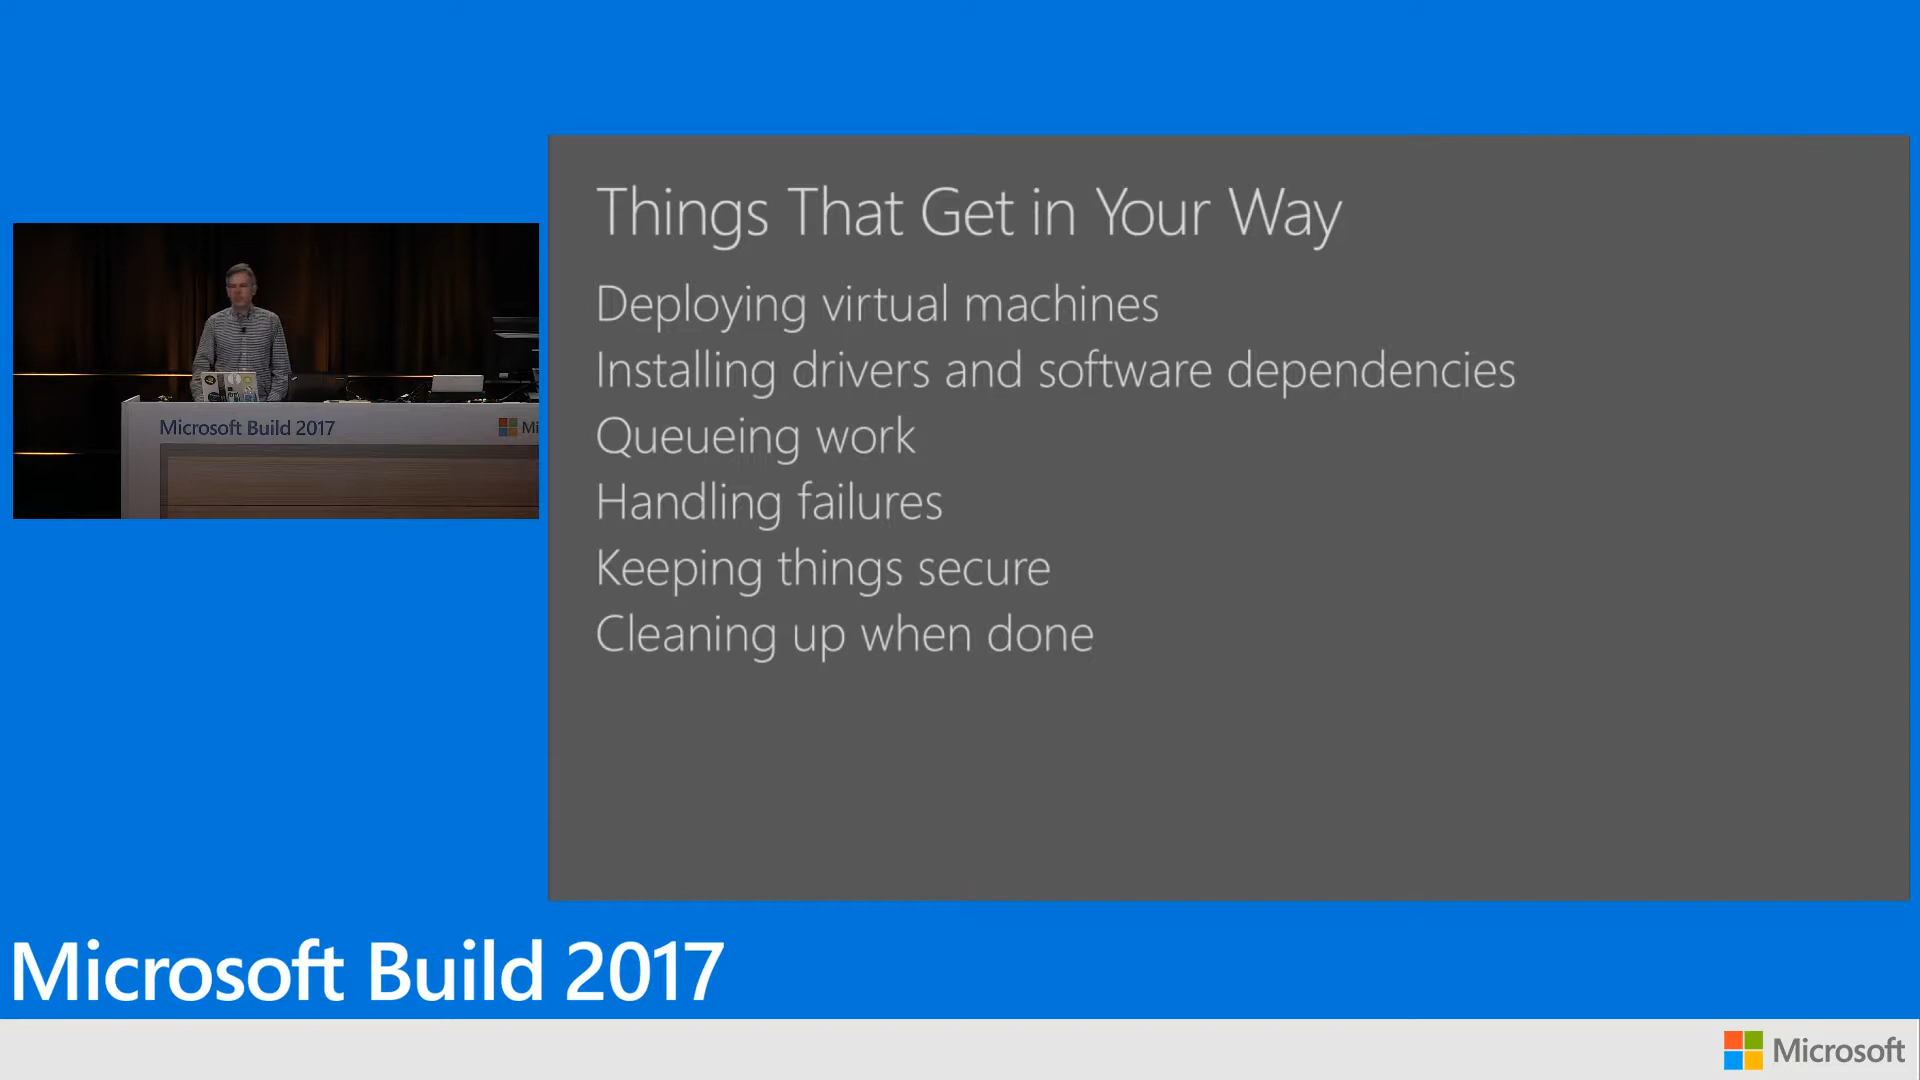 Things That Get in Your Way
Deploying virtual machines
Installing drivers and software dependencies
Queueing work
Handling failures
Keeping things secure
Cleaning up when done
Microsoft Build 2017
Mi
Microsoft Build 2017
Microsoft